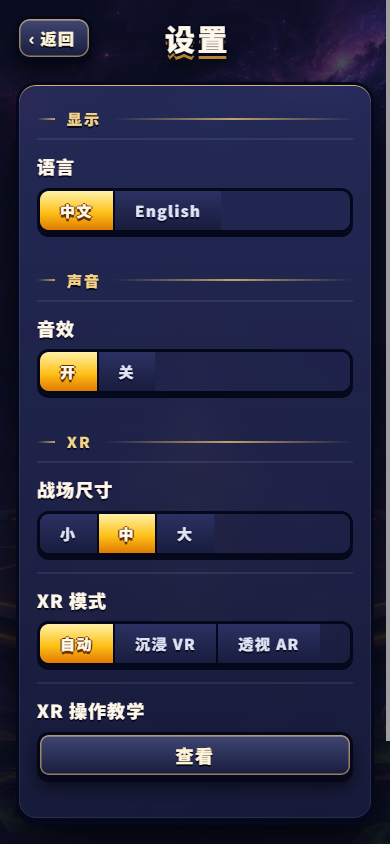 ‹ 返回
设置
显示
语言
中文 English
声音
音效
开 关
XR
战场尺寸
小 中 大
XR 模式
自动 沉浸 VR 透视 AR
XR 操作教学
查看